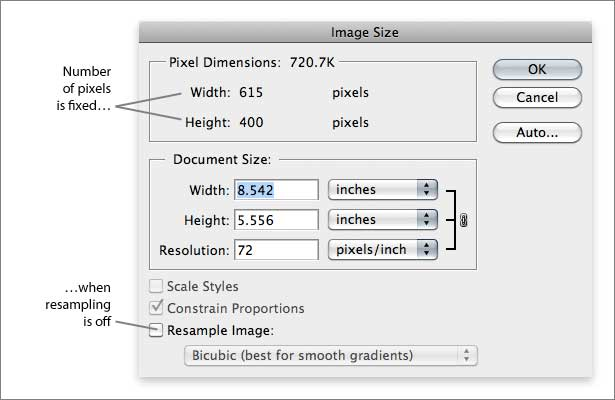 Image Size
Number
of pixels
is fixed…
Pixel Dimensions: 720.7K
Width: 615 pixels
Height: 400 pixels
OK
Cancel
Auto...
Document Size:
Width: 8.542 inches
Height: 5.556 inches
Resolution: 72 pixels/inch
…when
resampling
is off
Scale Styles
Constrain Proportions
Resample Image:
Bicubic (best for smooth gradients)